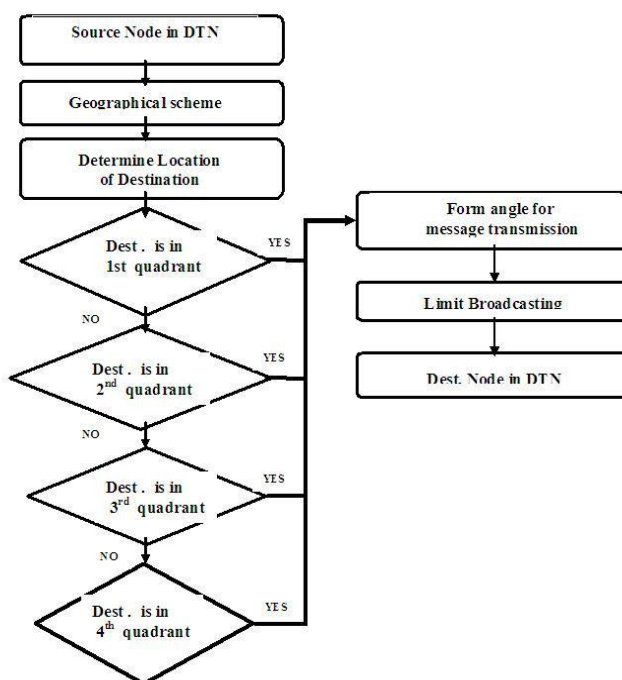 Source Node in DTN
Geographical scheme
Determine Location
of Destination
Dest. is in
1st quadrant
YES
NO
Dest. is in
2nd quadrant
YES
NO
Dest. is in
3rd quadrant
YES
NO
Dest. is in
4th quadrant
YES
Form angle for
message transmission
Limit Broadcasting
Dest. Node in DTN